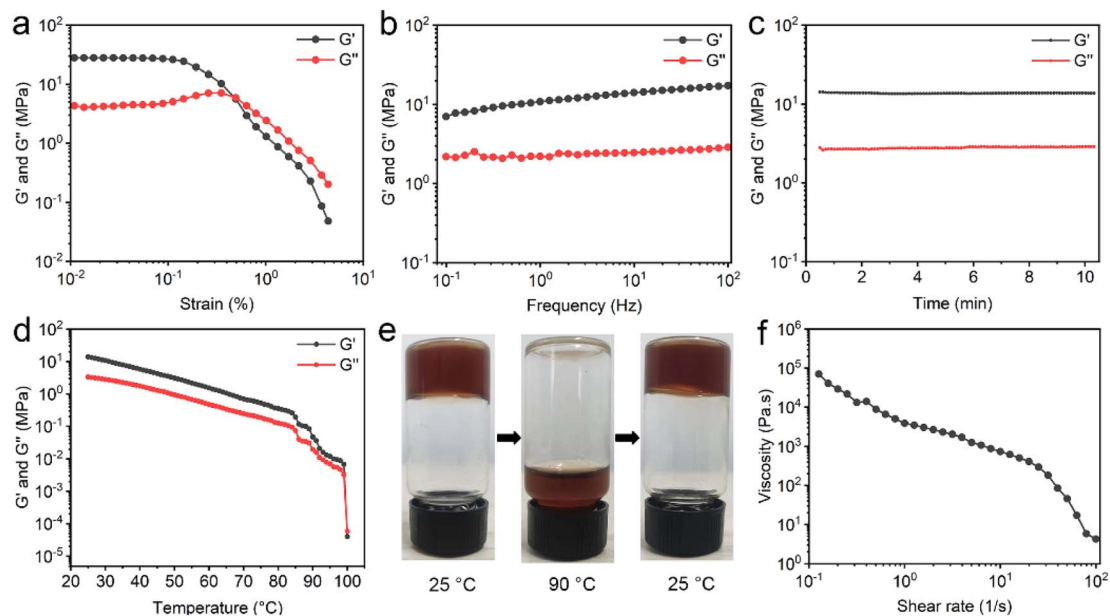 a
G' and G'' (MPa)
10²
10¹
10⁰
10⁻¹
10⁻²
G'
G''
10⁻² 10⁻¹ 10⁰ 10¹
Strain (%)
b
G' and G'' (MPa)
10²
10¹
10⁰
10⁻¹
G'
G''
10⁻¹ 10⁰ 10¹ 10²
Frequency (Hz)
c
G' and G'' (MPa)
10²
10¹
10⁰
10⁻¹
G'
G''
2 4 6 8 10
Time (min)
d
G' and G'' (MPa)
10²
10¹
10⁰
10⁻¹
10⁻²
10⁻³
10⁻⁴
10⁻⁵
G'
G''
20 30 40 50 60 70 80 90 100
Temperature (°C)
e
25 °C 90 °C 25 °C
f
Viscosity (Pa.s)
10⁶
10⁵
10⁴
10³
10²
10¹
10⁰
10⁻¹ 10⁰ 10¹ 10²
Shear rate (1/s)